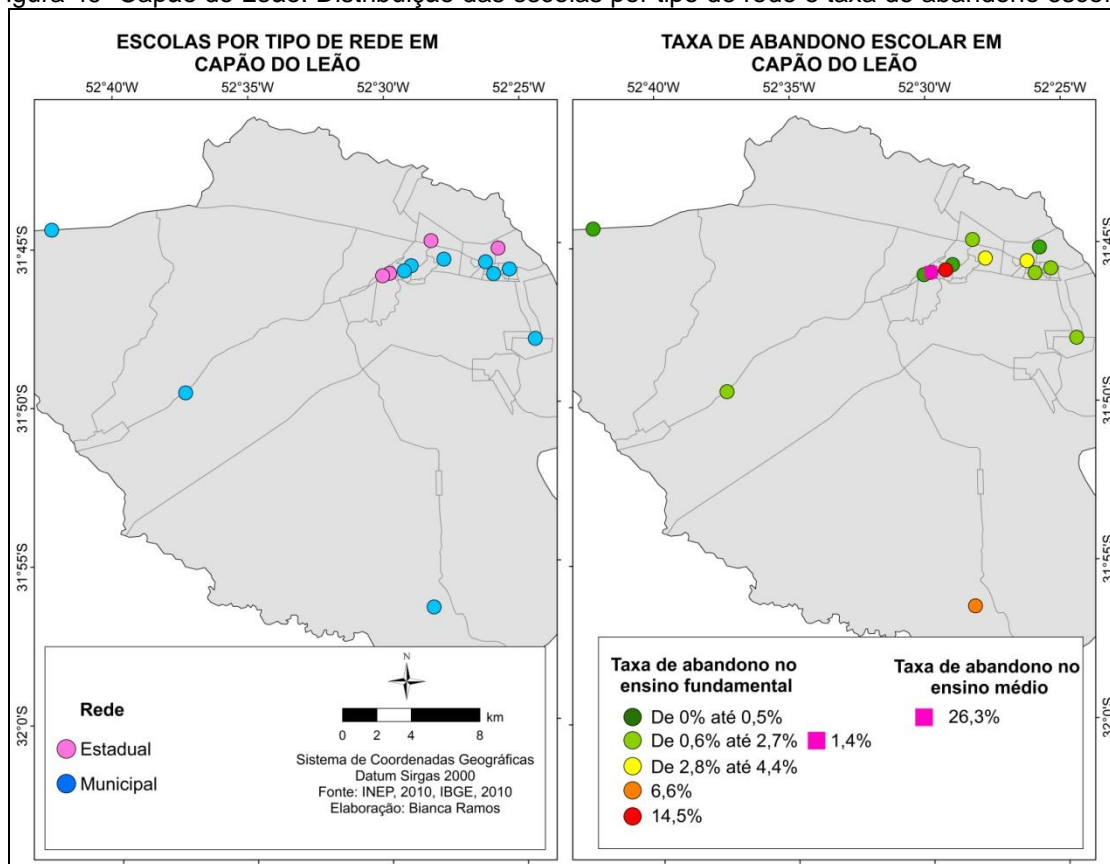 igura 40- Capão do Leão: Distribuição das escolas por tipo de rede e taxa de abandono escol
ESCOLAS POR TIPO DE REDE EM
CAPÃO DO LEÃO
52°40'W 52°35'W 52°30'W 52°25'W
31°45'S
31°50'S
31°55'S
32°0'S
Rede
Estadual
Municipal
N
km
0 2 4 8
Sistema de Coordenadas Geográficas
Datum Sirgas 2000
Fonte: INEP, 2010, IBGE, 2010
Elaboração: Bianca Ramos
TAXA DE ABANDONO ESCOLAR EM
CAPÃO DO LEÃO
52°40'W 52°30'W 52°25'W
31°45'S
31°50'S
31°55'S
32°0'S
Taxa de abandono no
ensino fundamental
De 0% até 0,5%
De 0,6% até 2,7% 1,4%
De 2,8% até 4,4%
6,6%
14,5%
Taxa de abandono no
ensino médio
26,3%